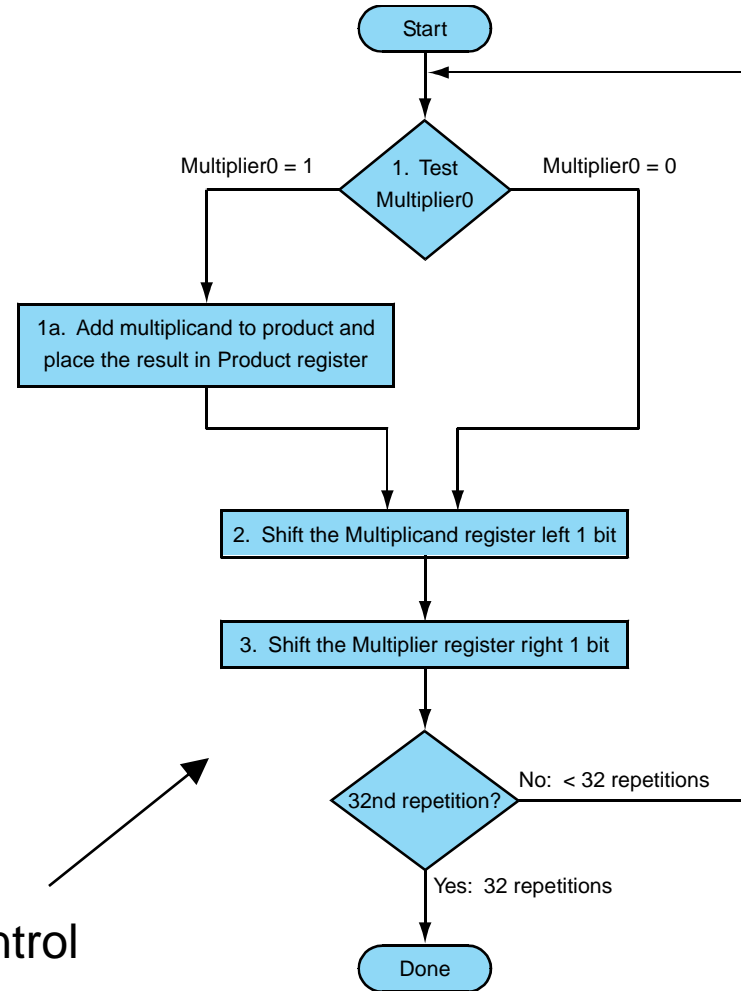 Start
Multiplier0 = 1
1. Test
Multiplier0
Multiplier0 = 0
1a. Add multiplicand to product and
place the result in Product register
2. Shift the Multiplicand register left 1 bit
3. Shift the Multiplier register right 1 bit
32nd repetition?
No: < 32 repetitions
Yes: 32 repetitions
ntrol
Done